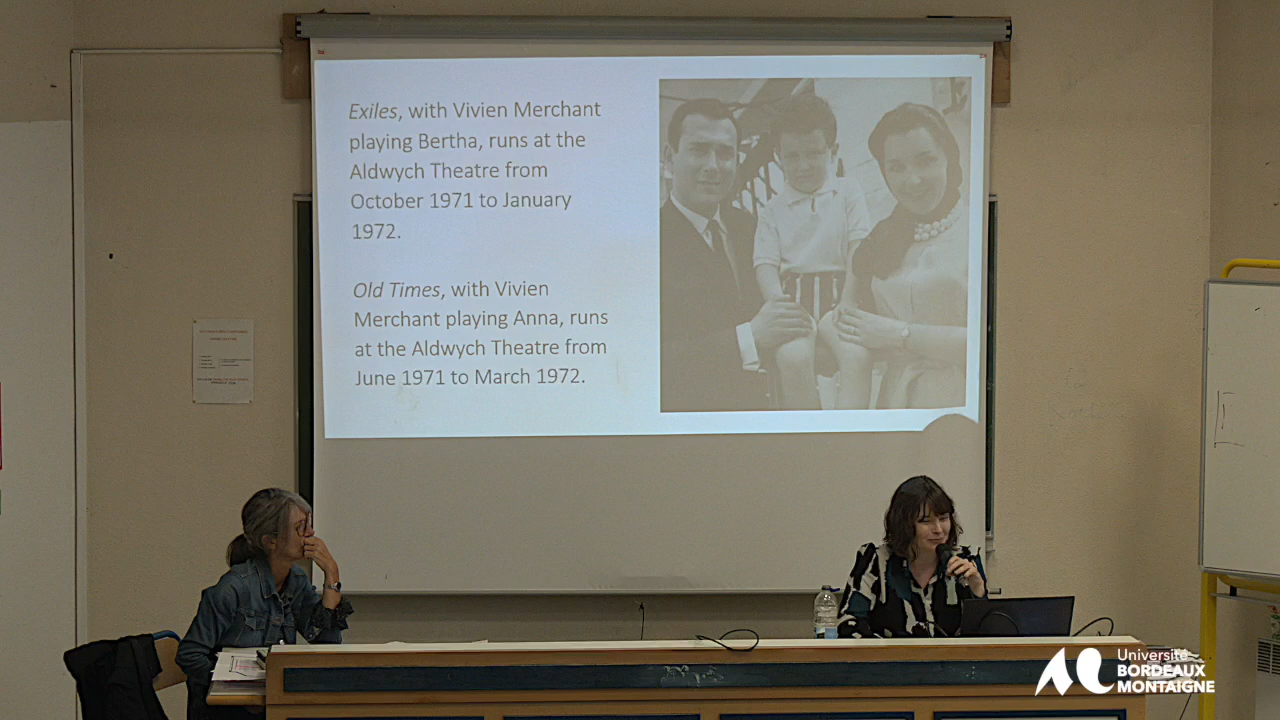 Exiles, with Vivien Merchant
playing Bertha, runs at the
Aldwych Theatre from
October 1971 to January
1972.
Old Times, with Vivien
Merchant playing Anna, runs
at the Aldwych Theatre from
June 1971 to March 1972.
Université
BORDEAUX
MONTAIGNE